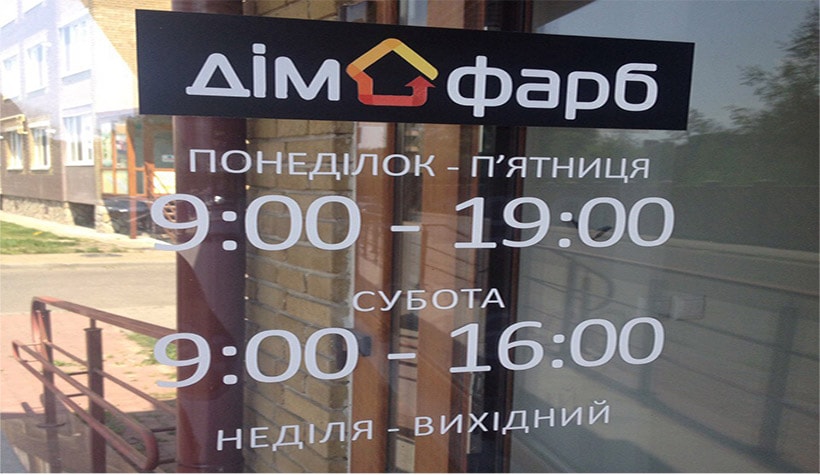 дім фарб
ПОНЕДІЛОК - П'ЯТНИЦЯ
9:00 - 19:00
СУБОТА
9:00 - 16:00
НЕДІЛЯ - ВИХІДНИЙ